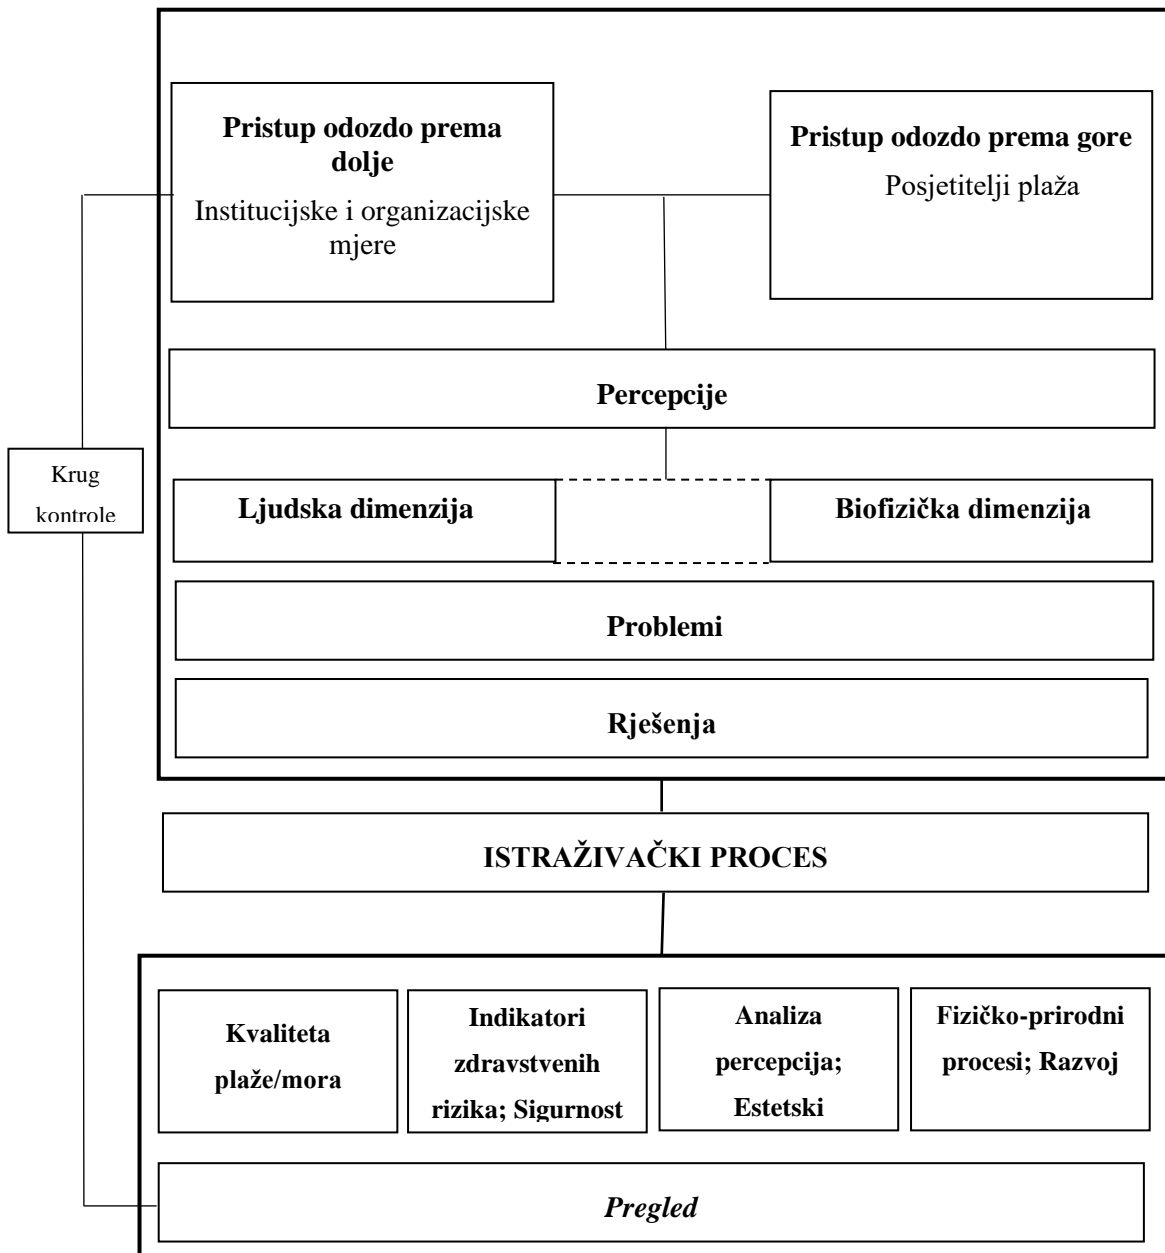 Pristup odozdo prema
dolje
Institucijske i organizacijske
mjere
Pristup odozdo prema gore
Posjetitelji plaža
Percepcije
Krug
kontrole
Ljudska dimenzija
Biofizička dimenzija
Problemi
Rješenja
ISTRAŽIVAČKI PROCES
Kvaliteta
plaže/mora
Indikatori
zdravstvenih
rizika; Sigurnost
Analiza
percepcija;
Estetski
Fizičko-prirodni
procesi; Razvoj
Pregled